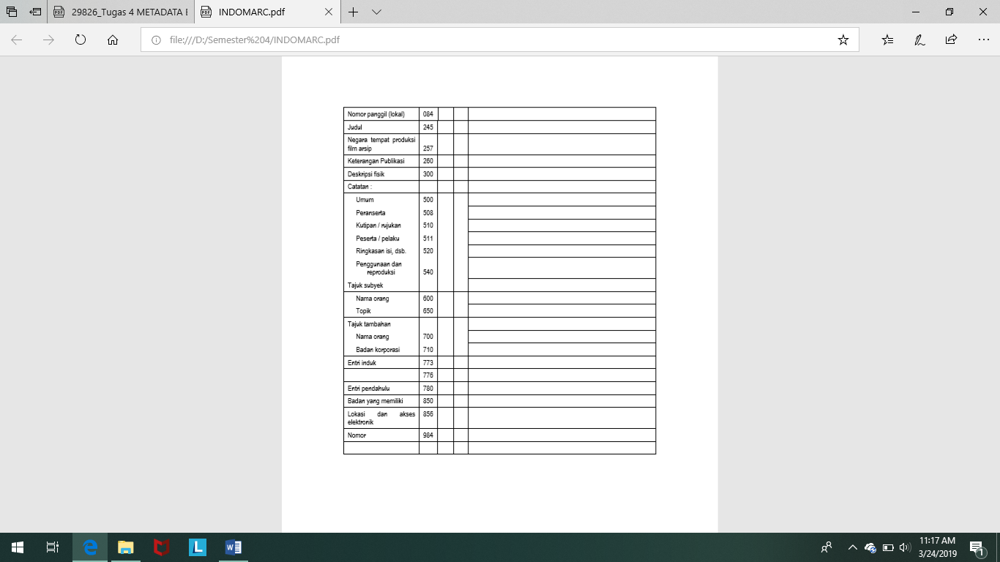 29826_Tugas 4 METADATA E
INDOMARC.pdf
file:///D:/Semester%204/INDOMARC.pdf
Nomor panggil (lokal) 084
Judul 245
Negara tempat produksi
film arsip 257
Keterangan Publikasi 260
Deskripsi fisik 300
Catatan :
Umum 500
Peranserta 508
Kutipan / rujukan 510
Peserta / pelaku 511
Ringkasan isi, dsb. 520
Penggunaan dan
reproduksi 540
Tajuk subyek
Nama orang 600
Topik 650
Tajuk tambahan
Nama orang 700
Badan korporasi 710
Entri induk 773
776
Entri pendahulu 780
Badan yang memiliki 850
Lokasi dan akses 856
elektronik
Nomor 984
11:17 AM
3/24/2019
1